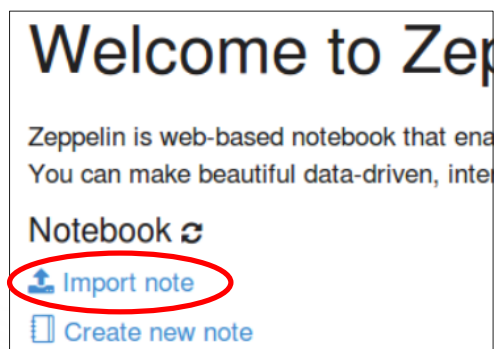 Welcome to Zep
Zeppelin is web-based notebook that ena
You can make beautiful data-driven, inter
Notebook
Import note
Create new note